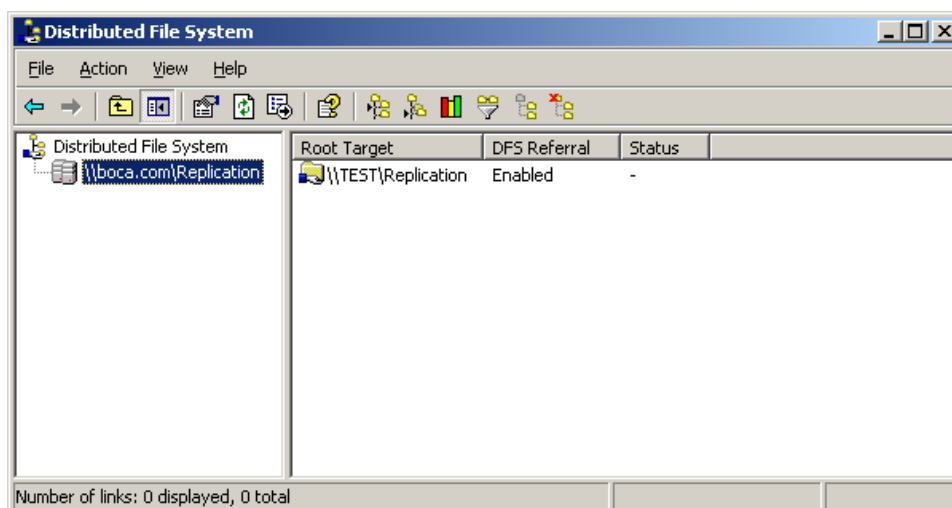 Distributed File System
File Action View Help
Distributed File System
\\boca.com\Replication
Root Target DFS Referral Status
\\TEST\Replication Enabled -
Number of links: 0 displayed, 0 total